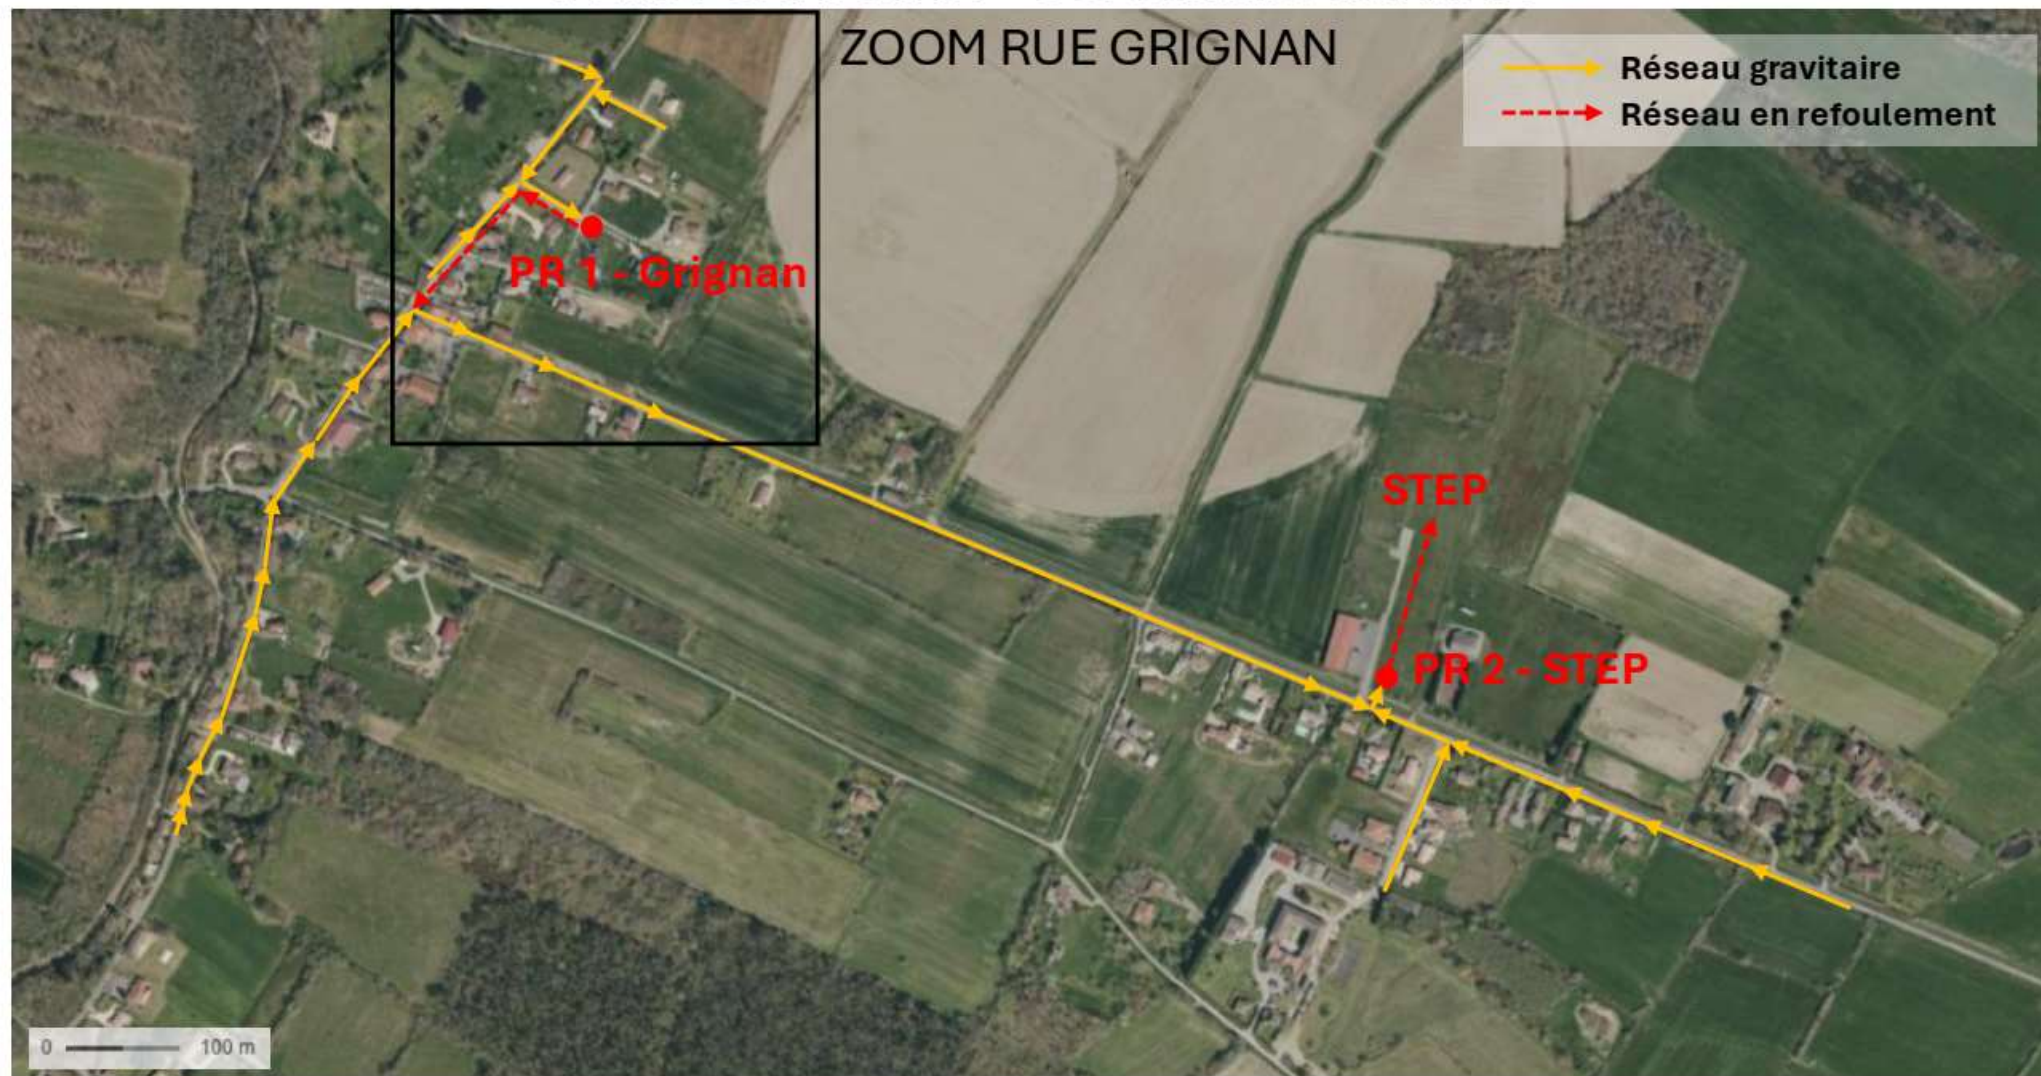 ZOOM RUE GRIGNAN
Réseau gravitaire
Réseau en refoulement
PR 1 - Grignan
STEP
PR 2 - STEP
0 100 m